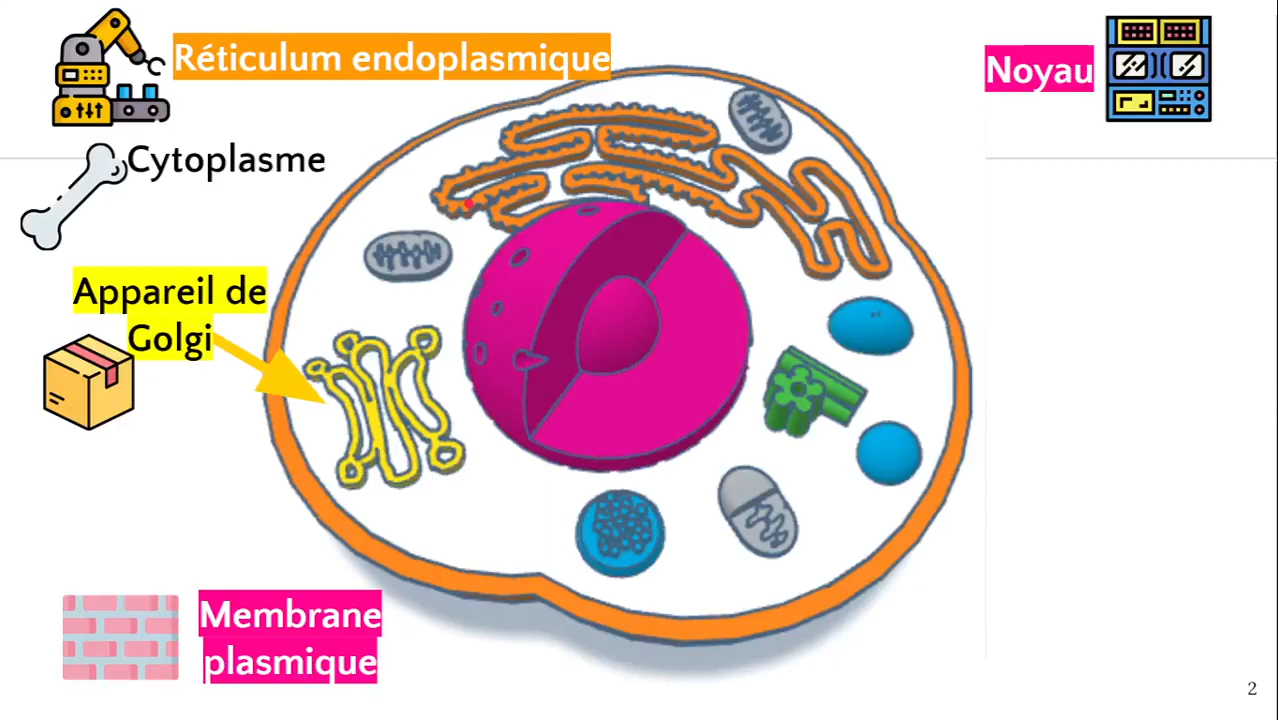 Réticulum endoplasmique
Noyau
Cytoplasme
Appareil de
Golgi
Membrane
plasmique
2